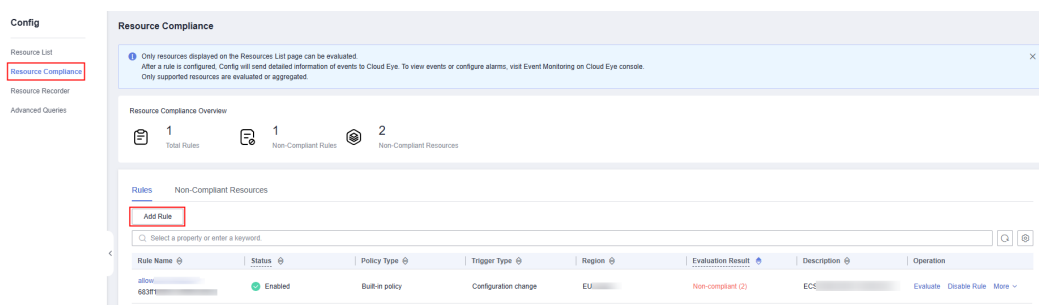 Config
Resource List
Resource Compliance
Resource Recorder
Advanced Queries
Resource Compliance
Only resources displayed on the Resources List page can be evaluated.
After a rule is configured, Config will send detailed information of events to Cloud Eye. To view events or configure alarms, visit Event Monitoring on Cloud Eye console.
Only supported resources are evaluated or aggregated.
Resource Compliance Overview
1
Total Rules
1
Non-Compliant Rules
2
Non-Compliant Resources
Rules Non-Compliant Resources
Add Rule
Select a property or enter a keyword.
Rule Name Status Policy Type Trigger Type Region Evaluation Result Description Operation
allow
683ff1 Enabled Built-in policy Configuration change EU Non-compliant (2) ECS Evaluate Disable Rule More